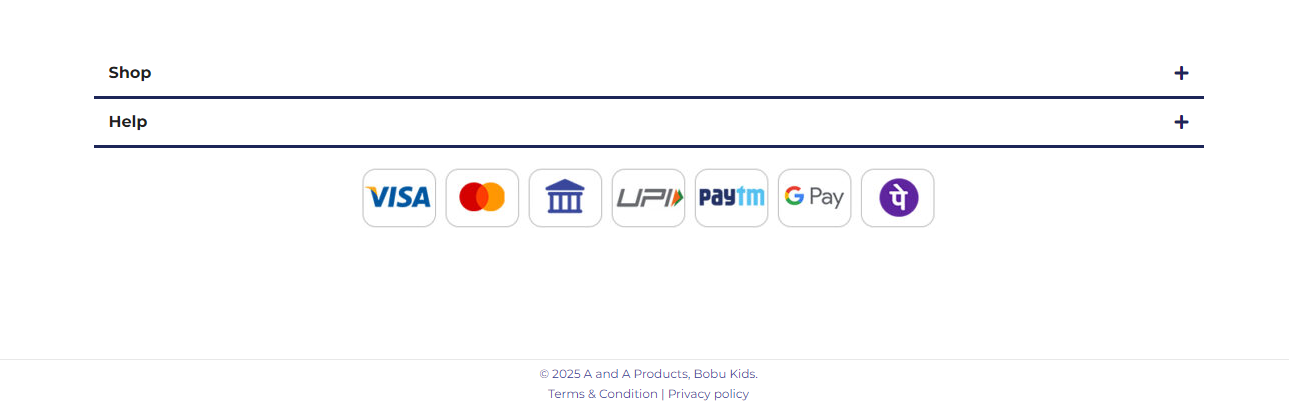 Shop
Help
VISA UPI paytm G Pay पे
© 2025 A and A Products, Bobu Kids.
Terms & Condition | Privacy policy